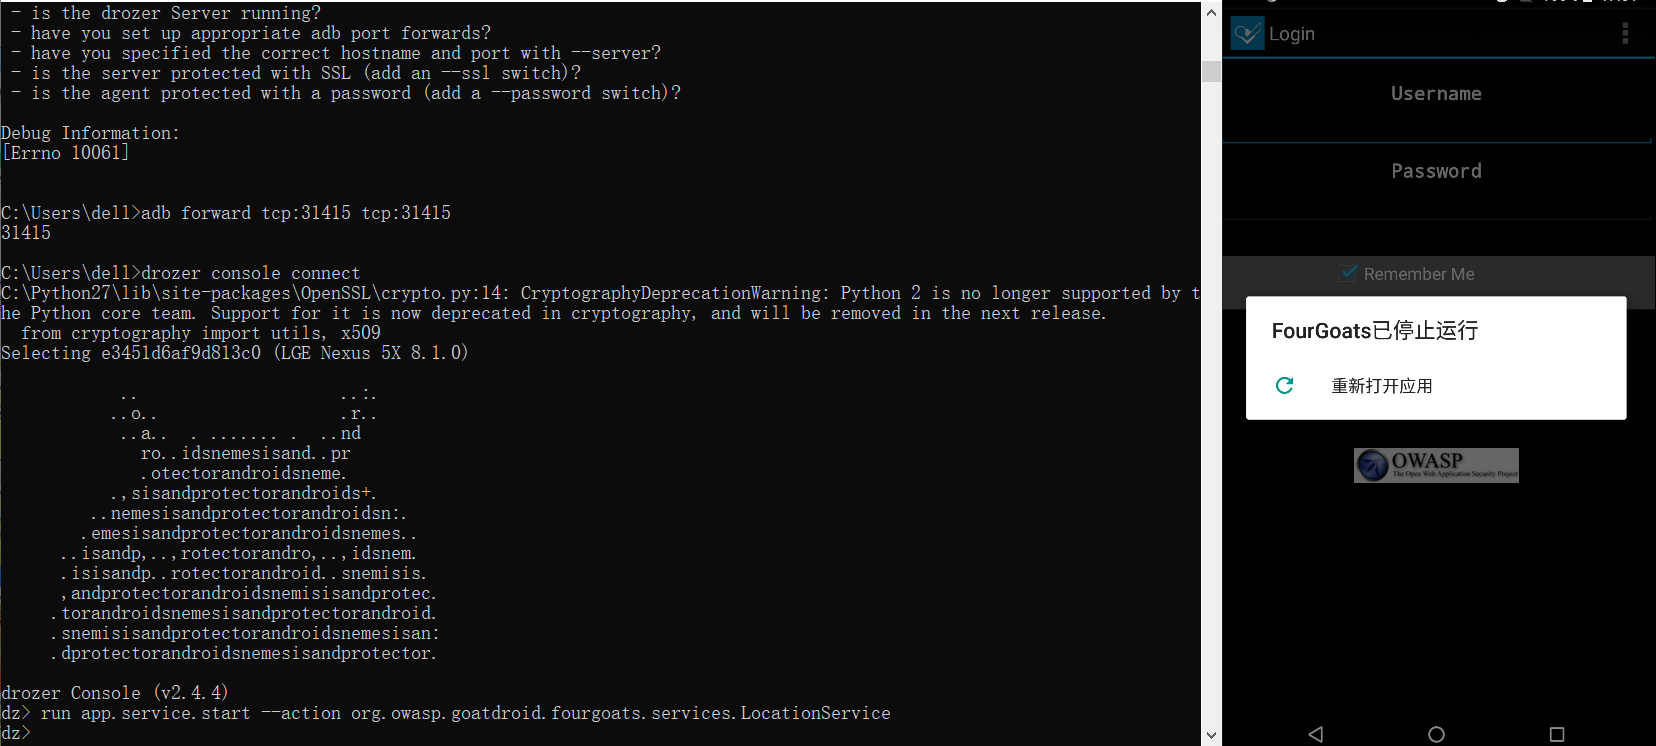 - is the drozer Server running?
- have you set up appropriate adb port forwards?
- have you specified the correct hostname and port with --server?
- is the server protected with SSL (add an --ssl switch)?
- is the agent protected with a password (add a --password switch)?
Debug Information:
[Errno 10061]
C:\Users\dell>adb forward tcp:31415 tcp:31415
31415
C:\Users\dell>drozer console connect
C:\Python27\lib\site-packages\OpenSSL\crypto.py:14: CryptographyDeprecationWarning: Python 2 is no longer supported by t
he Python core team. Support for it is now deprecated in cryptography, and will be removed in the next release.
from cryptography import utils, x509
Selecting e3451d6af9d813c0 (LGE Nexus 5X 8.1.0)
..                    ..:.
..o..                 .r..
..a..  . ....... .  ..nd
ro..idsnemesisand..pr
.otectorandroidsneme.
.,sisandprotectorandroids+.
..nemesisandprotectorandroidsn:.
.emesisandprotectorandroidsnemes..
..isandp,..,rotectorandro,..,idsnem.
.isisandp..rotectorandroid..snemisis.
,andprotectorandroidsnemisisandprotec.
.torandroidsnemesisandprotectorandroid.
.snemisisandprotectorandroidsnemesisan:
.dprotectorandroidsnemesisandprotector.
drozer Console (v2.4.4)
dz> run app.service.start --action org.owasp.goatdroid.fourgoats.services.LocationService
dz>
Login
Username
Password
Remember Me
FourGoats已停止运行
重新打开应用
OWASP
The Open Web Application Security Project